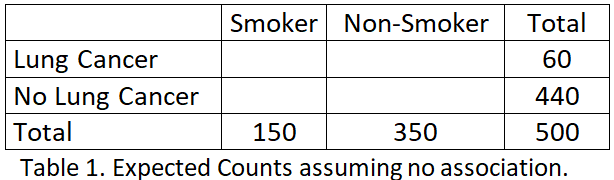 Smoker Non-Smoker Total
Lung Cancer 60
No Lung Cancer 440
Total 150 350 500
Table 1. Expected Counts assuming no association.